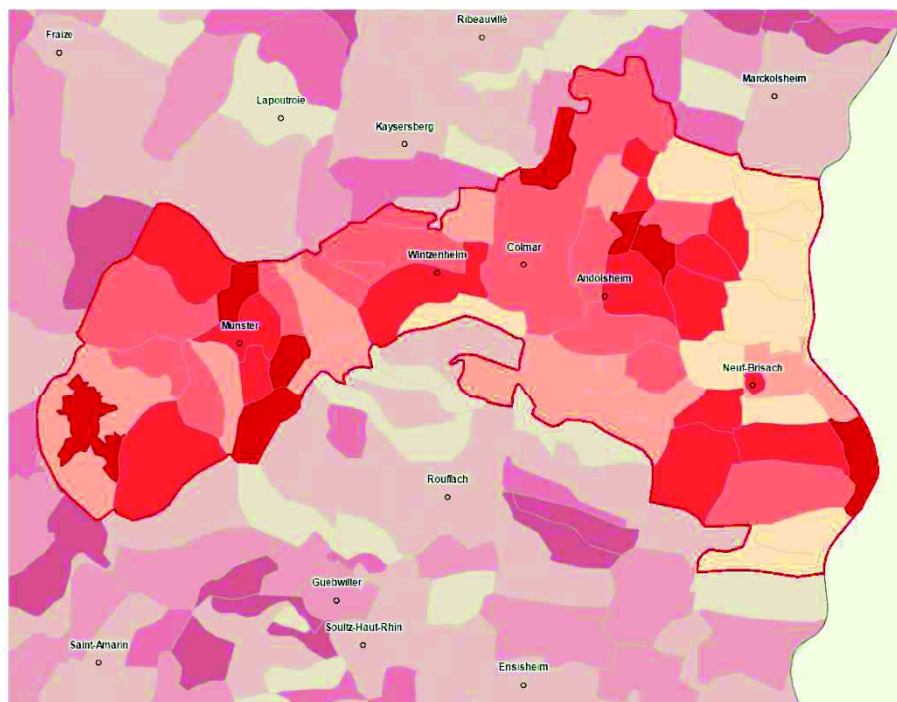 Ribeauvillé
Fraize
Marckolsheim
Lapoutroie
Kaysersberg
Colmar
Wintzenheim
Andolsheim
Munster
Neuf-Brisach
Rouffach
Guebwiller
Soultz-Haut-Rhin
Saint-Amarin
Ensisheim